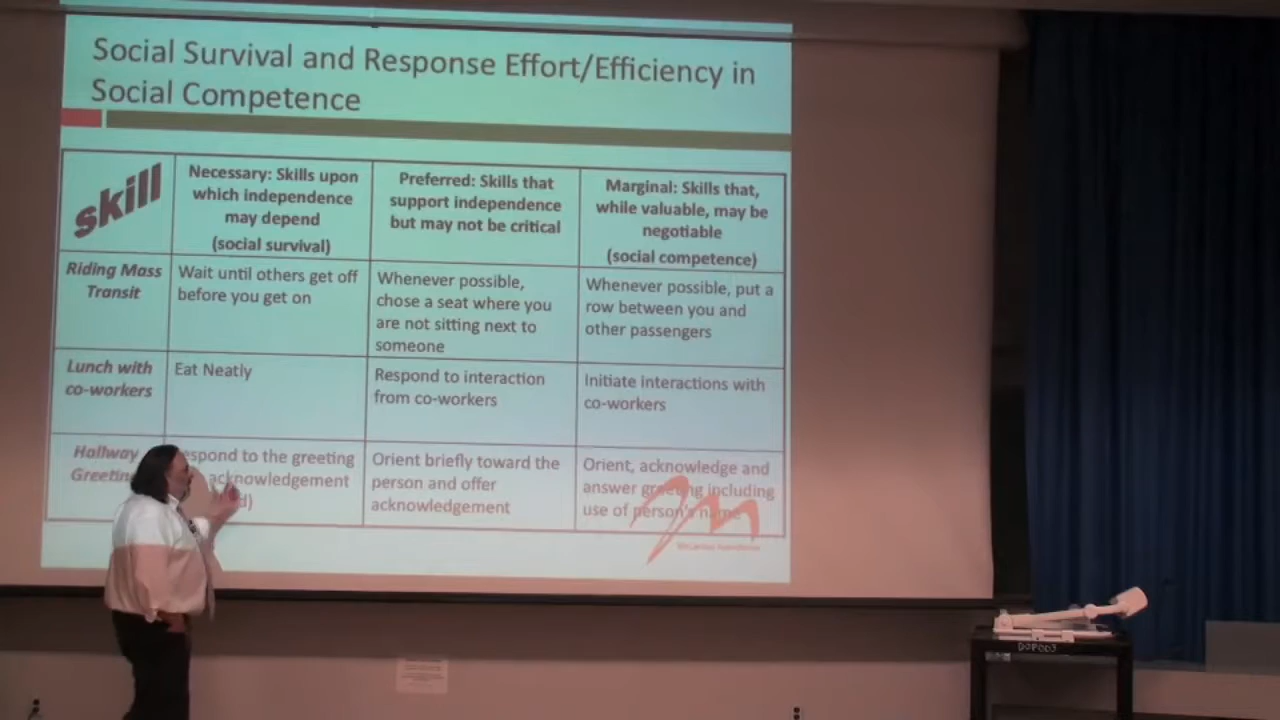 Social Survival and Response Effort/Efficiency in
Social Competence
skill
Necessary: Skills upon
which independence
may depend
(social survival)
Preferred: Skills that
support independence
but may not be critical
Marginal: Skills that,
while valuable, may be
negotiable
(social competence)
Riding Mass
Transit
Wait until others get off
before you get on
Whenever possible,
chose a seat where you
are not sitting next to
someone
Whenever possible, put a
row between you and
other passengers
Lunch with
co-workers
Eat Neatly
Respond to interaction
from co-workers
Initiate interactions with
co-workers
Hallway
to the greeting
acknowledgement
Orient briefly toward the
person and offer
acknowledgement
Orient, acknowledge and
answer greeting including
use of person's name